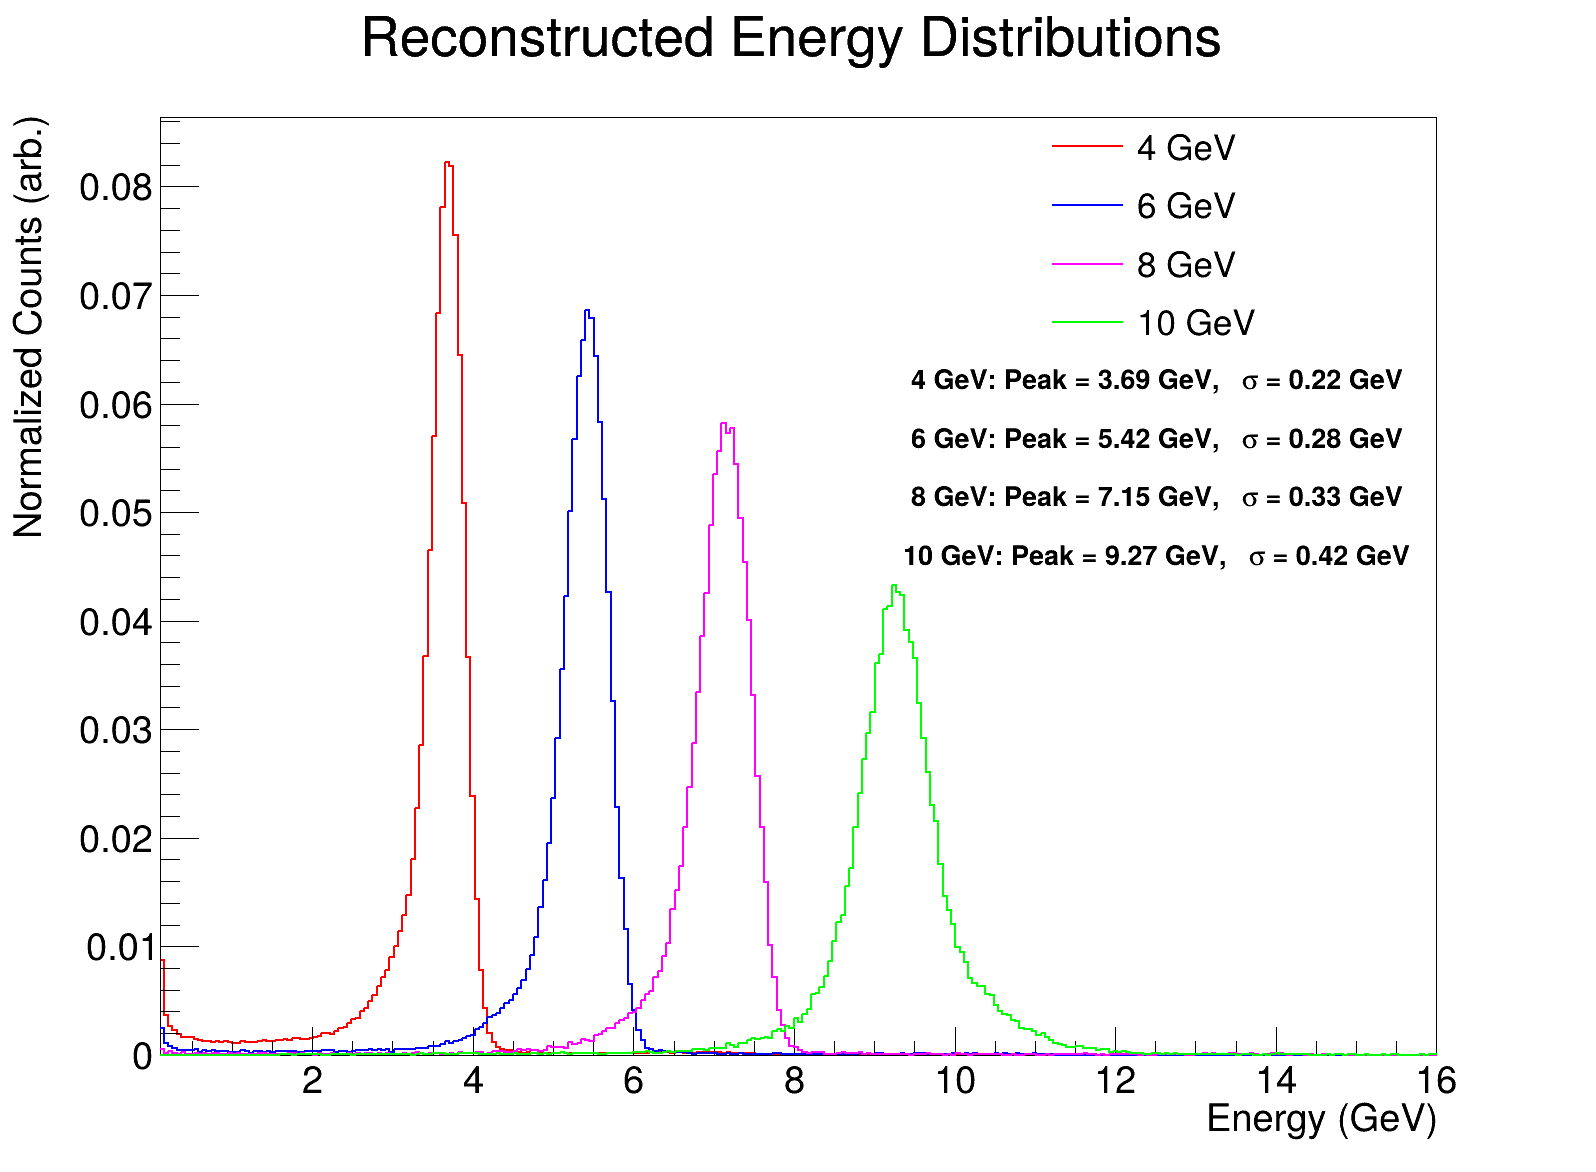 Reconstructed Energy Distributions
Normalized Counts (arb.)
0.08
0.07
0.06
0.05
0.04
0.03
0.02
0.01
0
4 GeV
6 GeV
8 GeV
10 GeV
4 GeV: Peak = 3.69 GeV, σ = 0.22 GeV
6 GeV: Peak = 5.42 GeV, σ = 0.28 GeV
8 GeV: Peak = 7.15 GeV, σ = 0.33 GeV
10 GeV: Peak = 9.27 GeV, σ = 0.42 GeV
2 4 6 8 10 12 14 16
Energy (GeV)